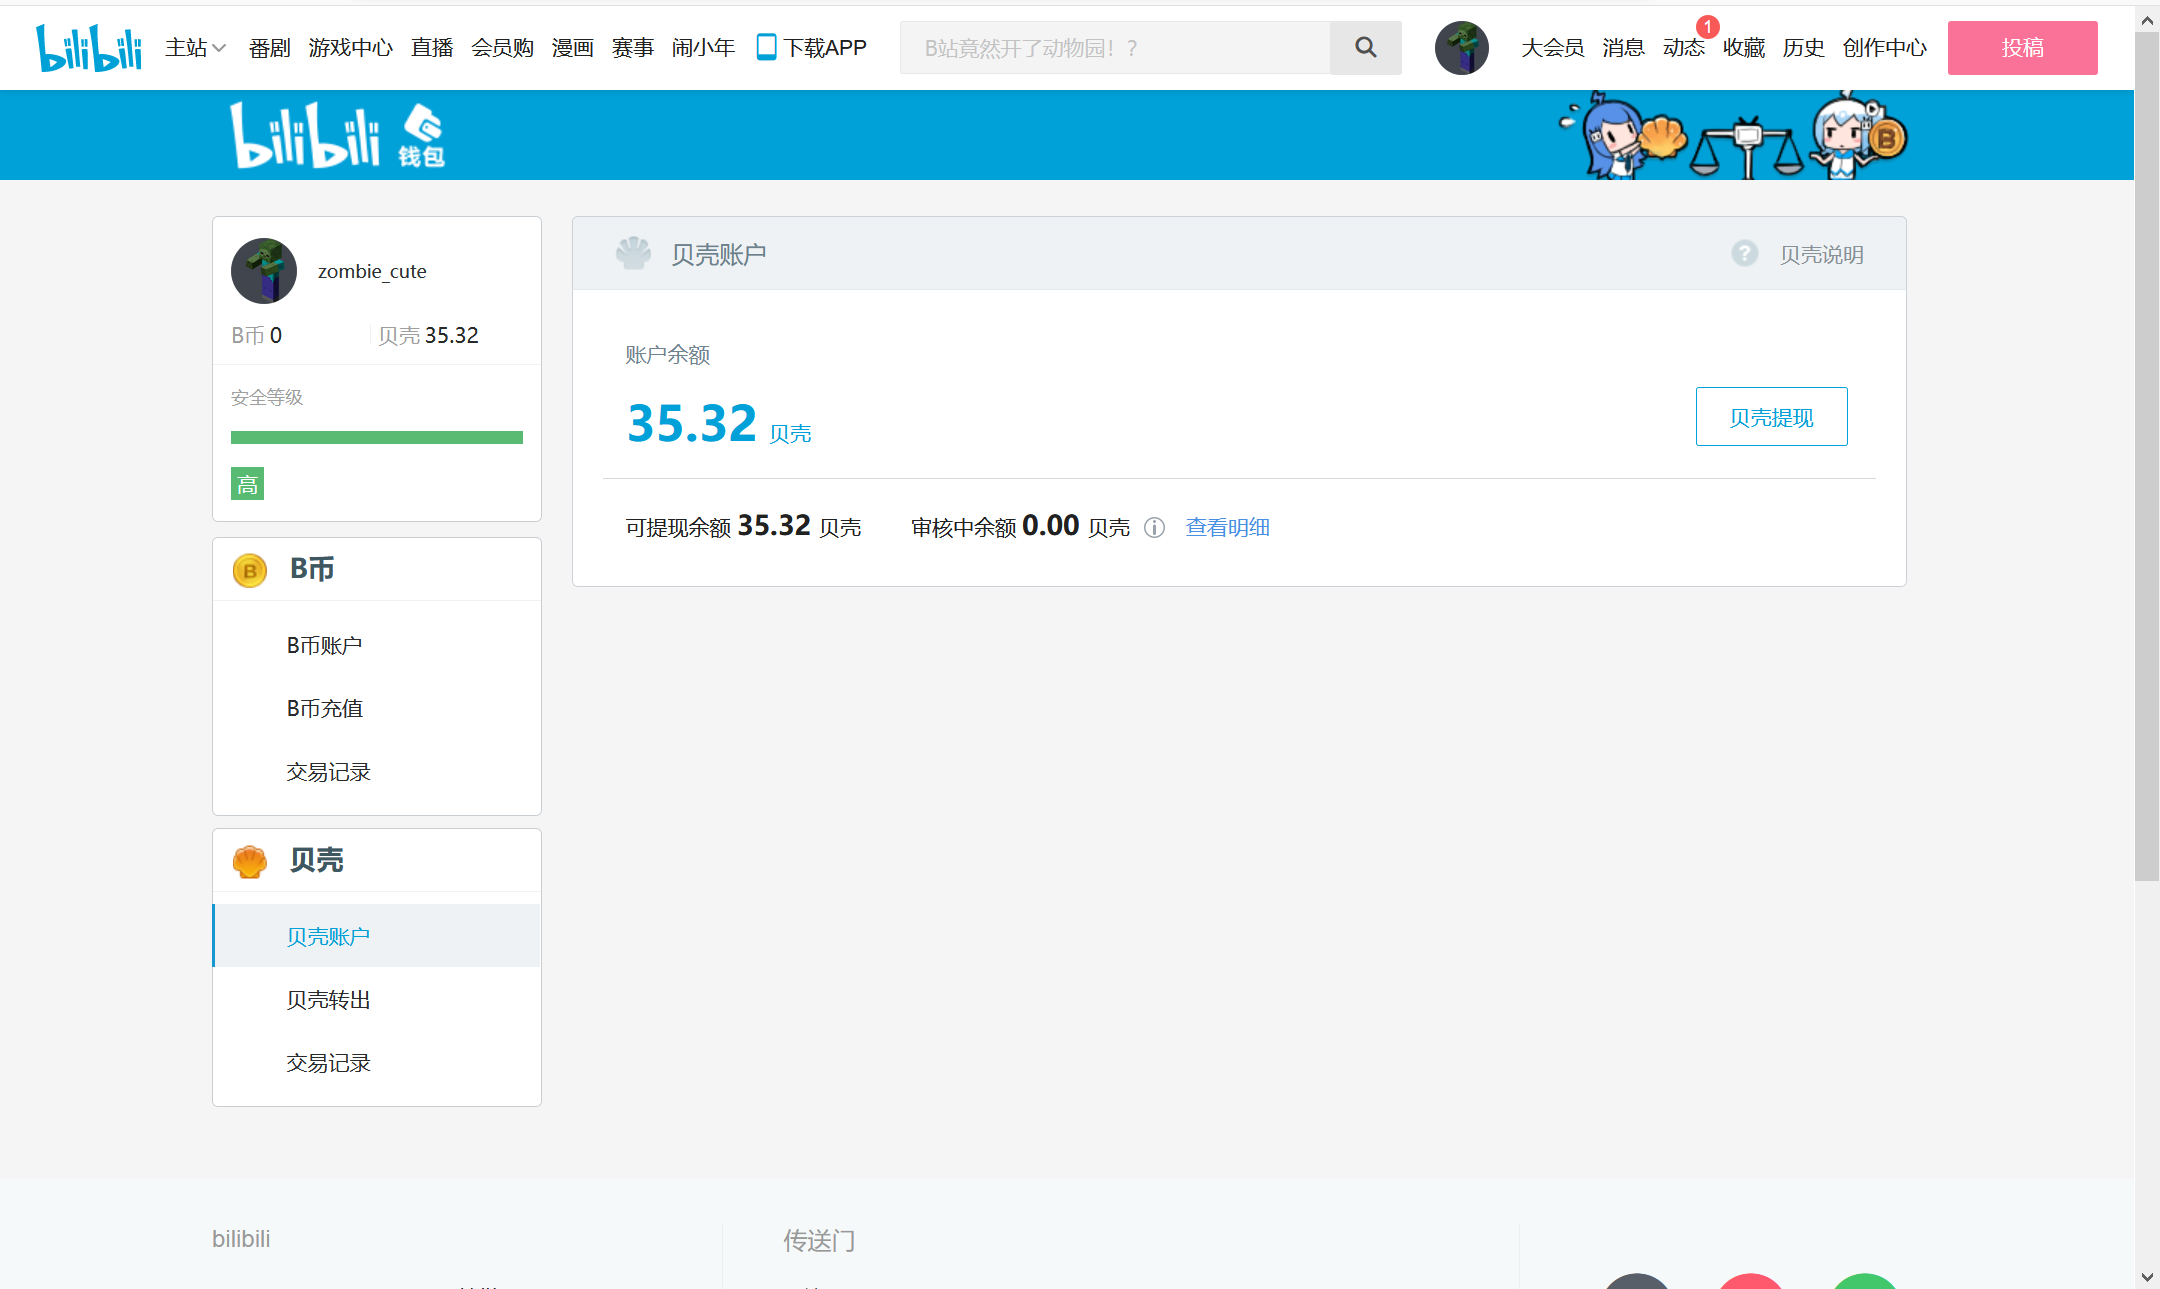 bilibili 主站 番剧 游戏中心 直播 会员购 漫画 赛事 闹小年 下载APP B站竟然开了动物园！？ 大会员 消息 动态 1 收藏 历史 创作中心 投稿
bilibili 钱包
zombie_cute
B币 0 贝壳 35.32
安全等级
高
B币
B币账户
B币充值
交易记录
贝壳
贝壳账户
贝壳转出
交易记录
贝壳账户 贝壳说明
账户余额
35.32 贝壳
贝壳提现
可提现余额 35.32 贝壳 审核中余额 0.00 贝壳 查看明细
bilibili 传送门